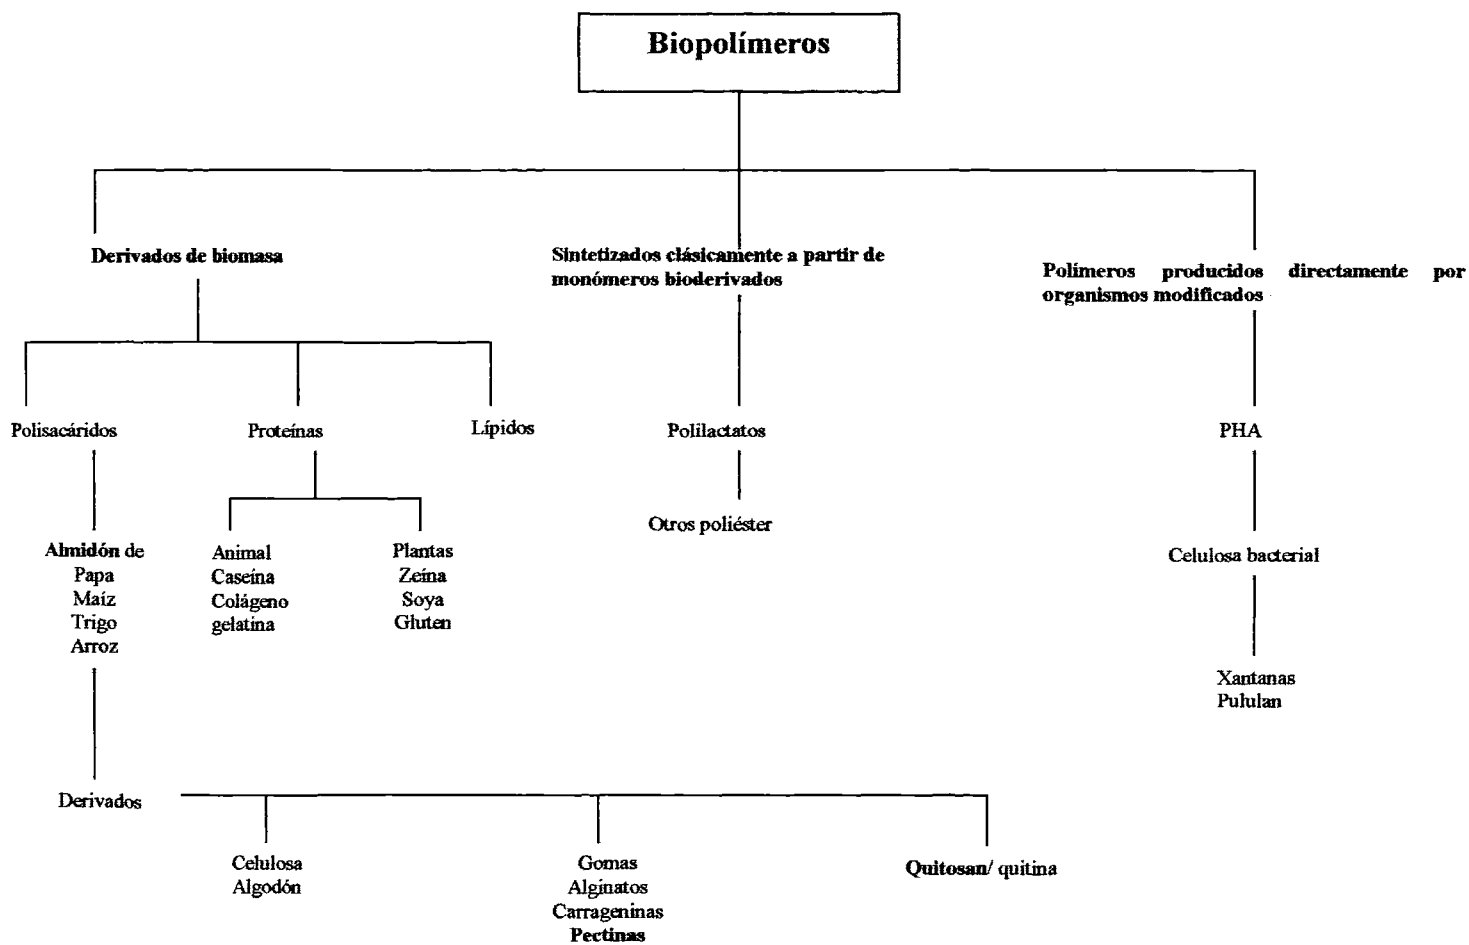 Biopolímeros
Derivados de biomasa
Sintetizados clásicamente a partir de
monómeros bioderivados
Polímeros producidos directamente por
organismos modificados
Polisacáridos
Proteínas
Lípidos
Polilactatos
PHA
Almidón de
Papa
Maíz
Trigo
Arroz
Animal
Caseína
Colágeno
gelatina
Plantas
Zeína
Soya
Gluten
Otros poliéster
Celulosa bacterial
Xantanas
Pululan
Derivados
Celulosa
Algodón
Gomas
Alginatos
Carrageninas
Pectinas
Quitosan/ quitina